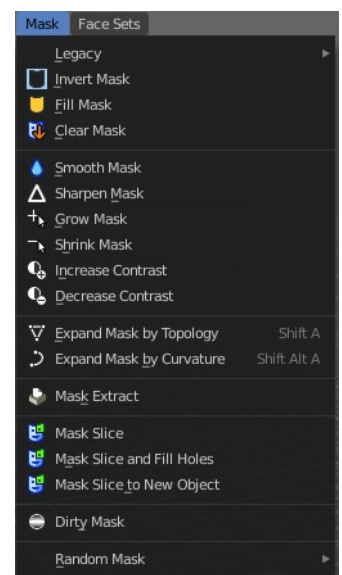 Mask Face Sets
Legacy
Invert Mask
Fill Mask
Clear Mask
Smooth Mask
Sharpen Mask
Grow Mask
Shrink Mask
Increase Contrast
Decrease Contrast
Expand Mask by Topology Shift A
Expand Mask by Curvature Shift Alt A
Mask Extract
Mask Slice
Mask Slice and Fill Holes
Mask Slice to New Object
Dirty Mask
Random Mask